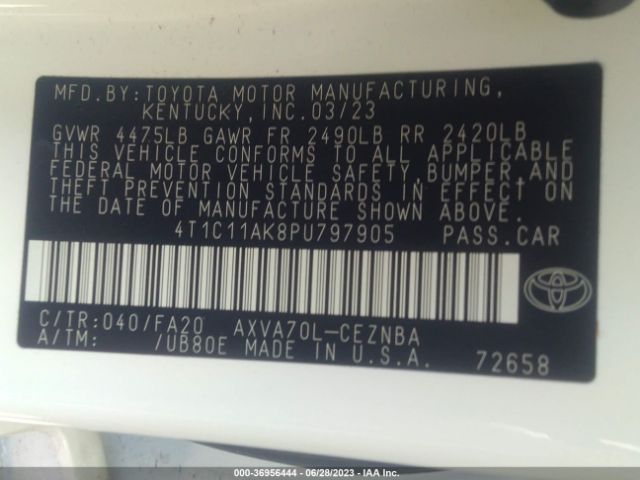 MFD.BY:TOYOTA MOTOR MANUFACTURING,
KENTUCKY,INC.03/23
GVWR 4475LB GAWR FR 2490LB RR 2420LB
THIS VEHICLE CONFORMS TO ALL APPLICABLE
FEDERAL MOTOR VEHICLE SAFETY,BUMPER,AND
THEFT PREVENTION STANDARDS IN EFFECT ON
THE DATE OF MANUFACTURE SHOWN ABOVE.
4T1C11AK8PU797905 PASS.CAR
C/TR:040/FA20 AXVA70L-CEZNBA
A/TM: /UB80E MADE IN U.S.A. 72658
000-36956444 - 06/28/2023 - IAAI.com